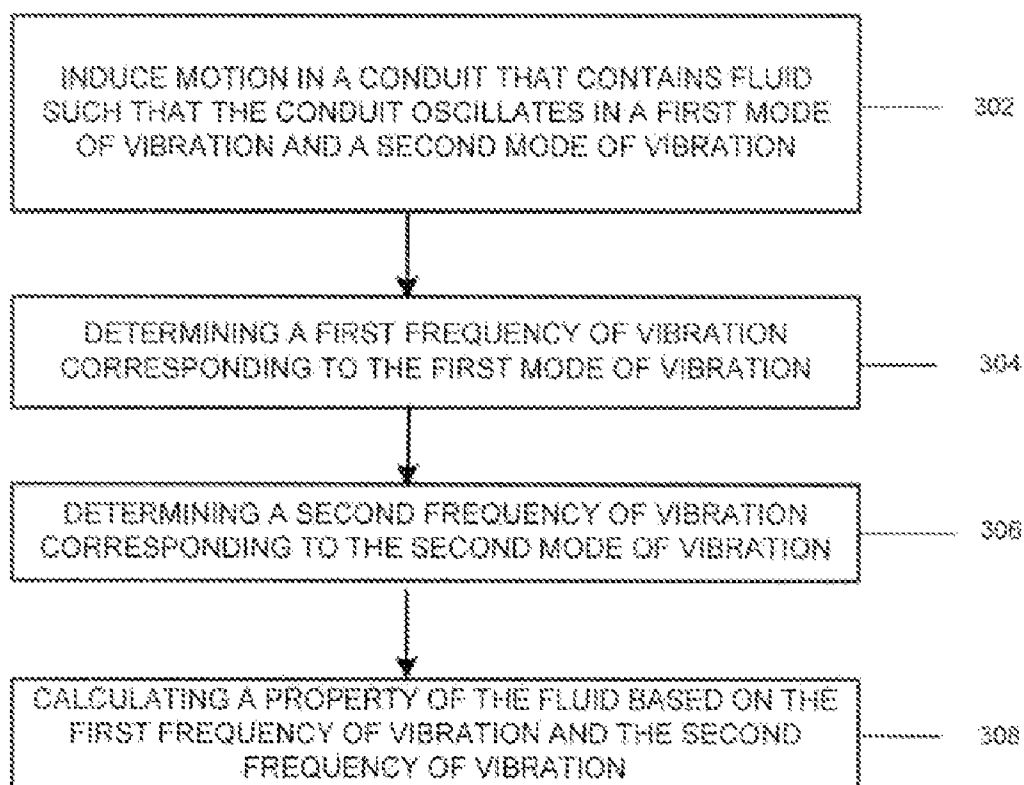 INDUCE MOTION IN A CONDUIT THAT CONTAINS FLUID
SUCH THAT THE CONDUIT OSCILLATES IN A FIRST MODE
OF VIBRATION AND A SECOND MODE OF VIBRATION
302
DETERMINING A FIRST FREQUENCY OF VIBRATION
CORRESPONDING TO THE FIRST MODE OF VIBRATION
304
DETERMINING A SECOND FREQUENCY OF VIBRATION
CORRESPONDING TO THE SECOND MODE OF VIBRATION
306
CALCULATING A PROPERTY OF THE FLUID BASED ON THE
FIRST FREQUENCY OF VIBRATION AND THE SECOND
FREQUENCY OF VIBRATION
308